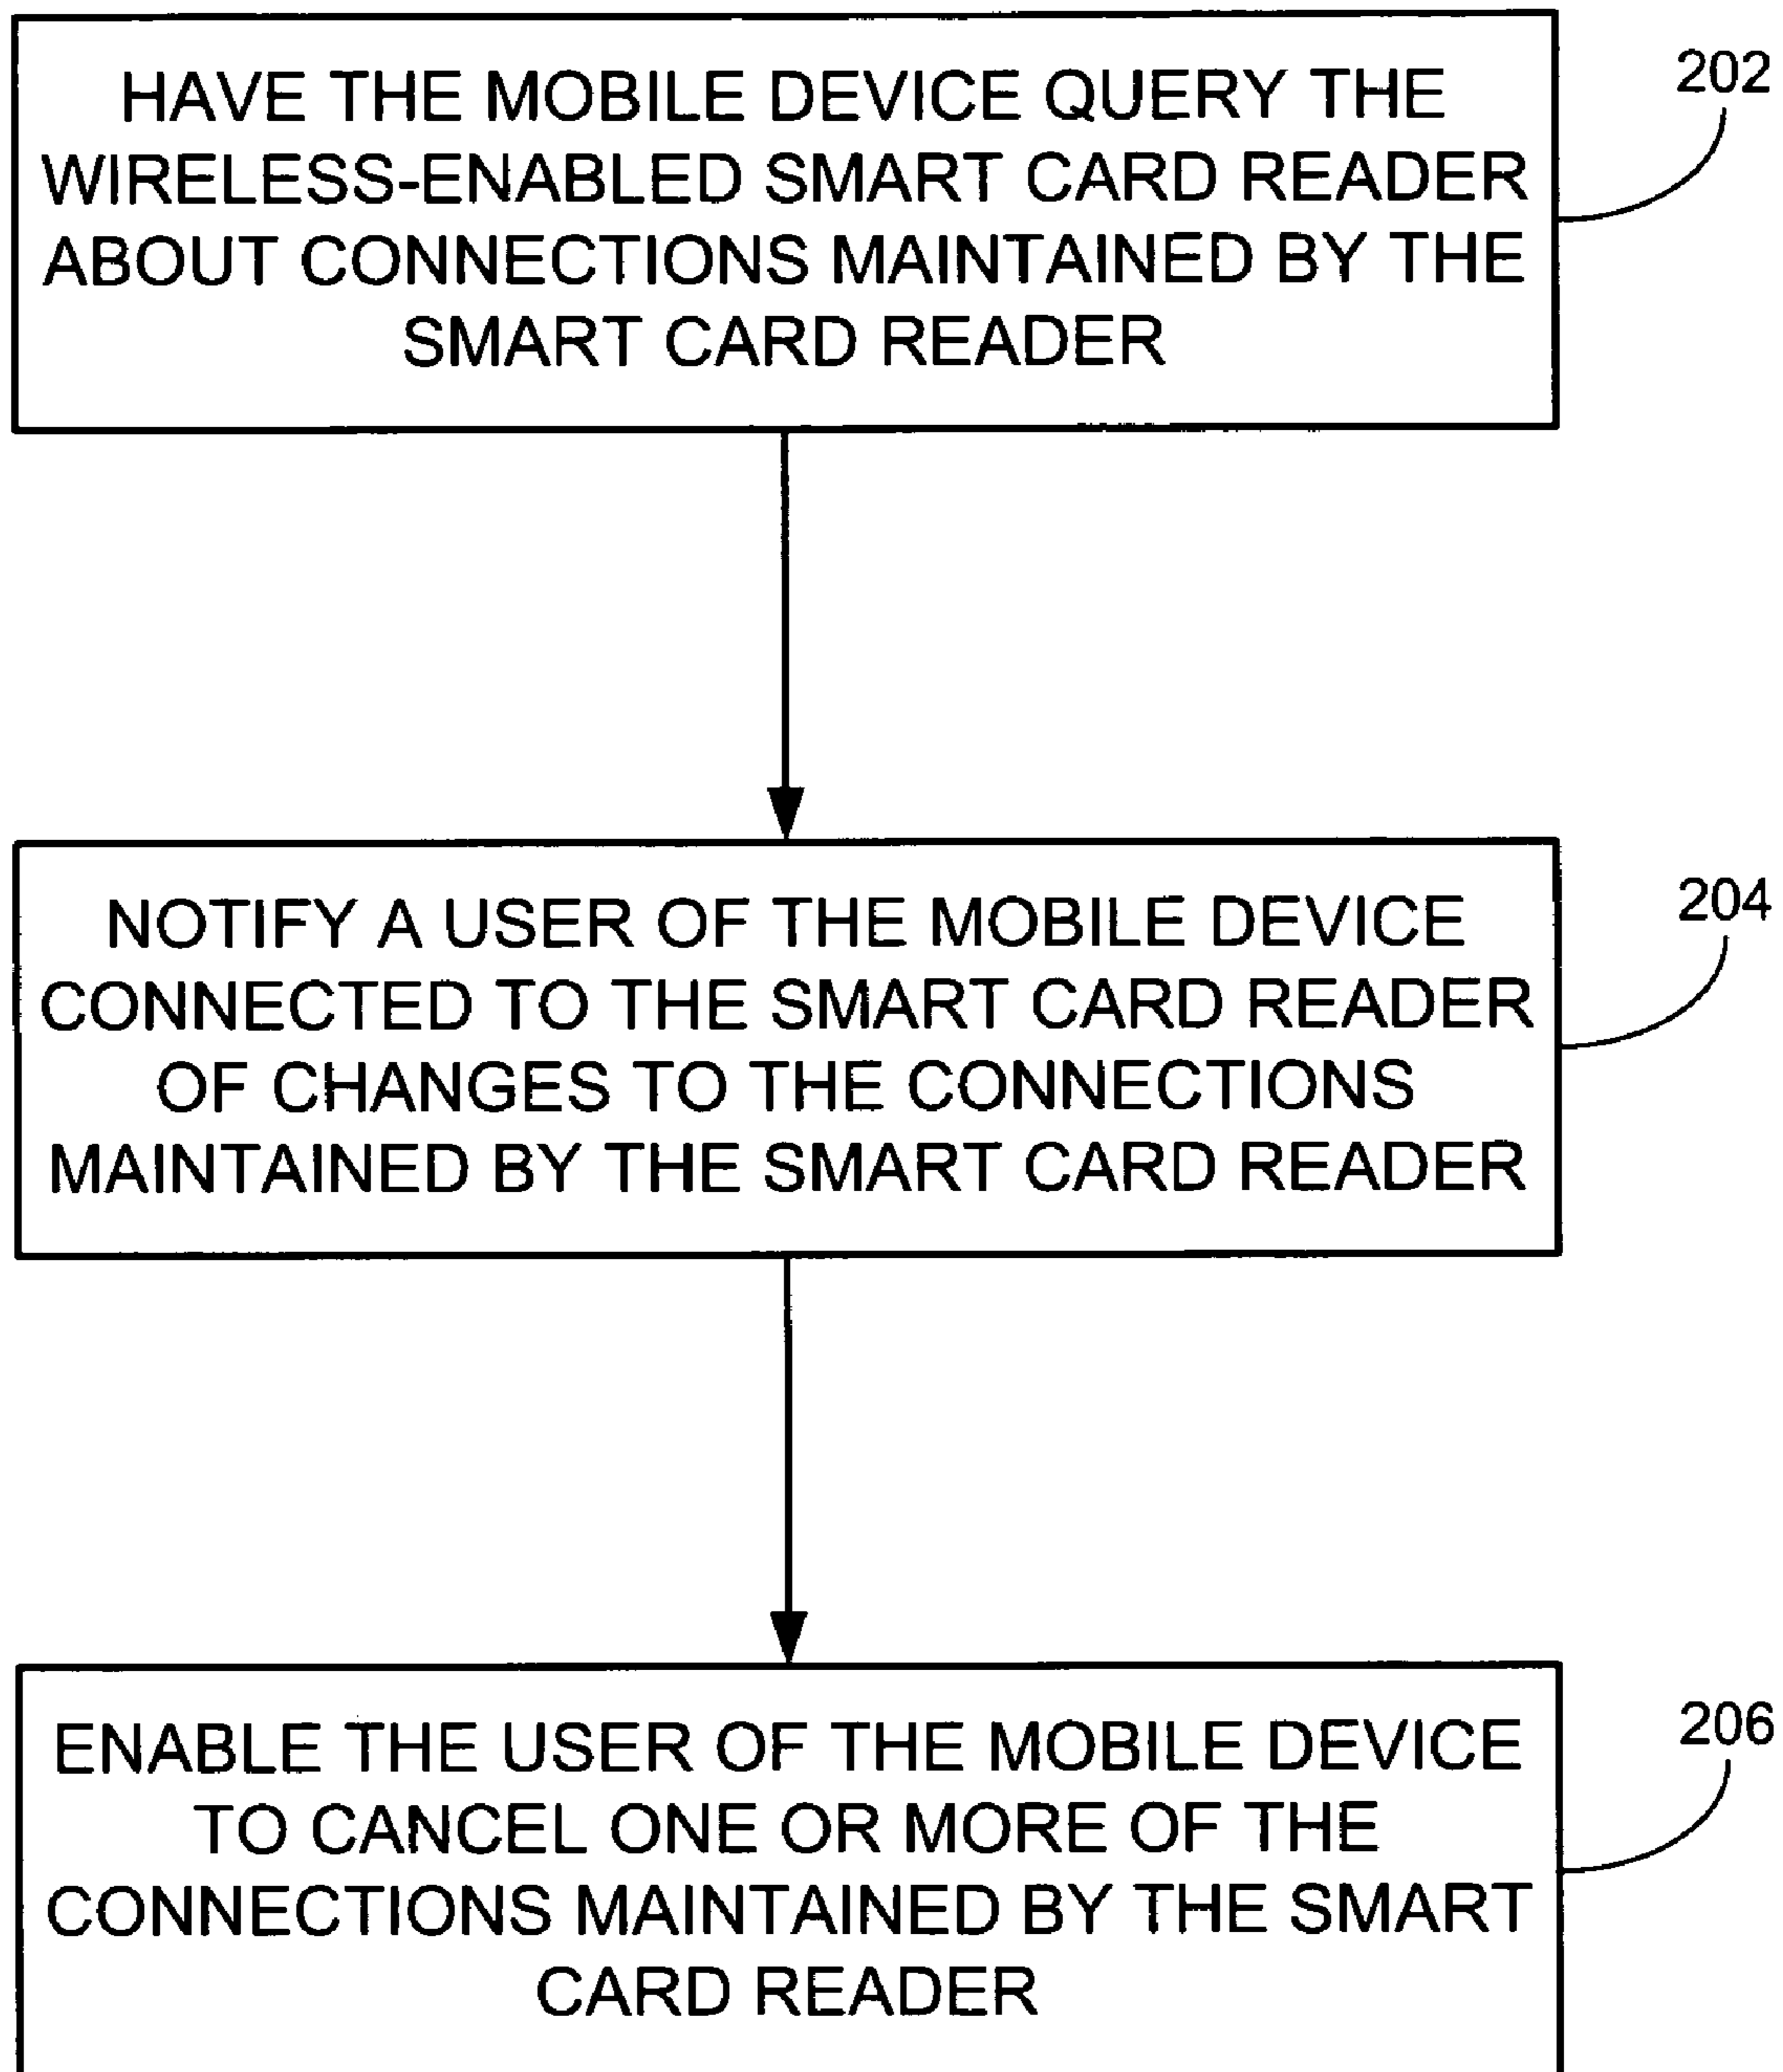 HAVE THE MOBILE DEVICE QUERY THE
WIRELESS-ENABLED SMART CARD READER
ABOUT CONNECTIONS MAINTAINED BY THE
SMART CARD READER
202
NOTIFY A USER OF THE MOBILE DEVICE
CONNECTED TO THE SMART CARD READER
OF CHANGES TO THE CONNECTIONS
MAINTAINED BY THE SMART CARD READER
204
ENABLE THE USER OF THE MOBILE DEVICE
TO CANCEL ONE OR MORE OF THE
CONNECTIONS MAINTAINED BY THE SMART
CARD READER
206